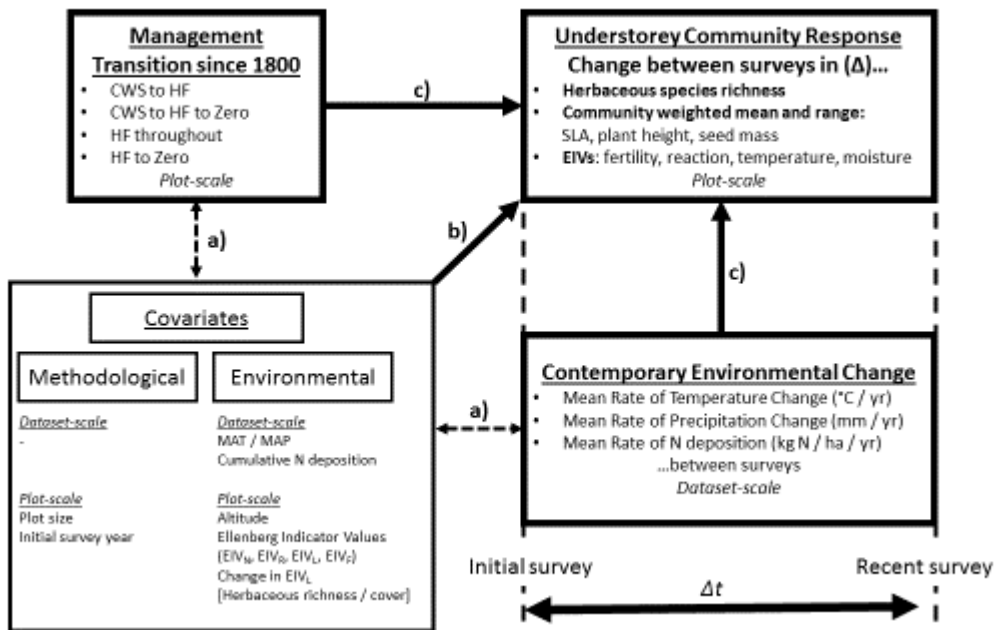 Management
Transition since 1800
• CWS to HF
• CWS to HF to Zero
• HF throughout
• HF to Zero
Plot-scale
c)
Understorey Community Response
Change between surveys in (Δ)...
• Herbaceous species richness
• Community weighted mean and range:
SLA, plant height, seed mass
• EIVs: fertility, reaction, temperature, moisture
Plot-scale
a)
b)
c)
Covariates
Methodological
Dataset-scale
-
Plot-scale
Plot size
Initial survey year
Environmental
Dataset-scale
MAT / MAP
Cumulative N deposition
Plot-scale
Altitude
Ellenberg Indicator Values
(EIV_N, EIV_R, EIV_L, EIV_F)
Change in EIV_L
[Herbaceous richness / cover]
a)
Contemporary Environmental Change
• Mean Rate of Temperature Change (°C / yr)
• Mean Rate of Precipitation Change (mm / yr)
• Mean Rate of N deposition (kg N / ha / yr)
...between surveys
Dataset-scale
Initial survey
Recent survey
Δt